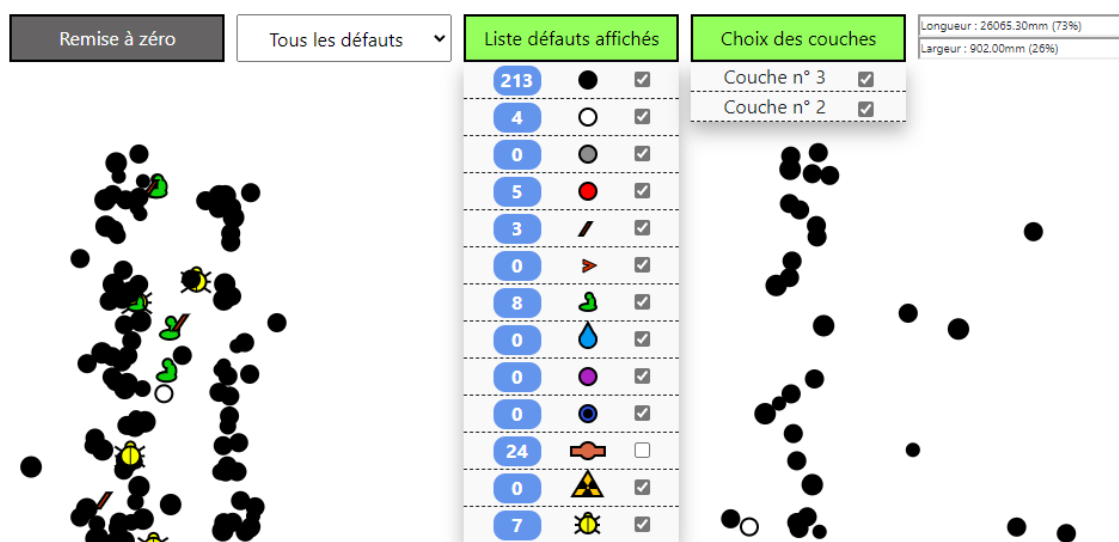 Remise à zéro
Tous les défauts
Liste défauts affichés
Choix des couches
Longueur : 26065.30mm (73%)
Largeur : 902.00mm (26%)
213
4
0
5
3
0
8
0
0
0
24
0
7
Couche n° 3
Couche n° 2